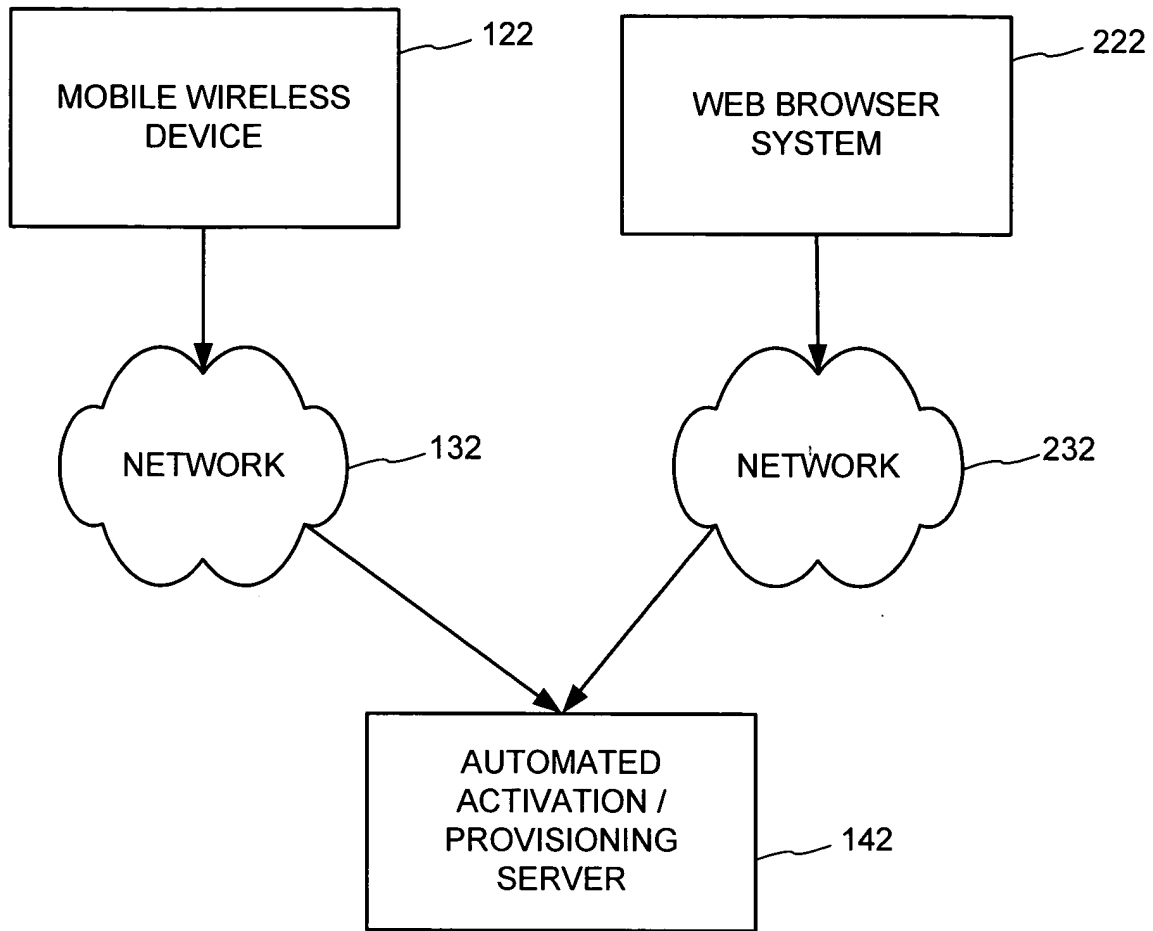 MOBILE WIRELESS
DEVICE
122
WEB BROWSER
SYSTEM
222
NETWORK
132
NETWORK
232
AUTOMATED
ACTIVATION /
PROVISIONING
SERVER
142